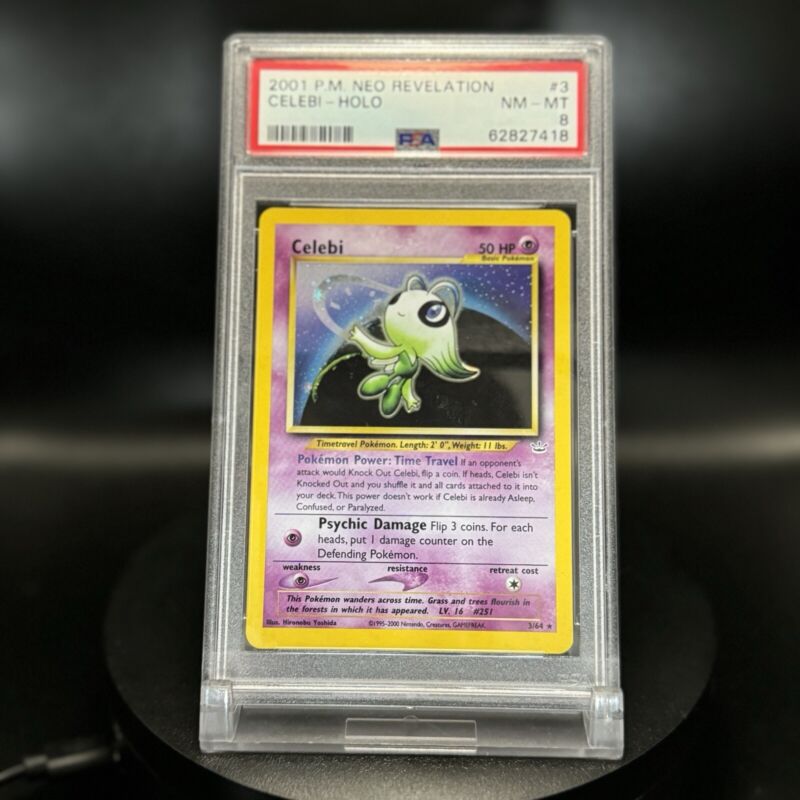 2001 P.M. NEO REVELATION #3
CELEBI - HOLO NM - MT
8
PSA 62827418
Celebi 50 HP
Basic Pokémon
Timetravel Pokémon. Length: 2' 0", Weight: 11 lbs.
Pokémon Power: Time Travel If an opponent's
attack would Knock Out Celebi, flip a coin. If heads, Celebi isn't
Knocked Out and you shuffle it and all cards attached to it into
your deck. This power doesn't work if Celebi is already Asleep,
Confused, or Paralyzed.
Psychic Damage Flip 3 coins. For each
heads, put 1 damage counter on the
Defending Pokémon.
weakness resistance retreat cost
This Pokémon wanders across time. Grass and trees flourish in
the forests in which it has appeared. LV. 16 #251
Illus. Hironobu Yoshida ©1995-2000 Nintendo, Creatures, GAMEFREAK. 3/64 ★